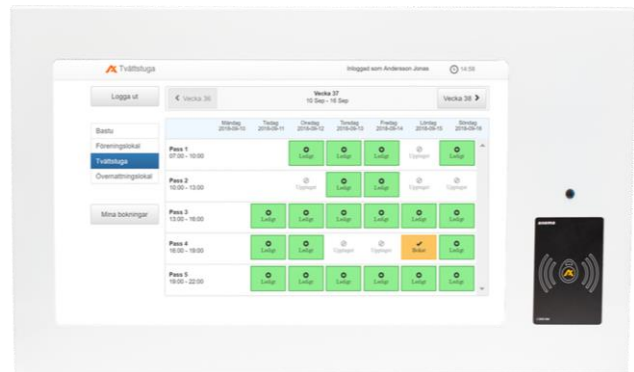 Tvättstuga
Inloggad som Andersson Jonas
14:56
Logga ut
Vecka 36
Vecka 37
10 Sep - 16 Sep
Vecka 38
Bastu
Föreningslokal
Tvättstuga
Övernattningslokal
Mina bokningar
Måndag Tisdag Onsdag Torsdag Fredag Lördag Söndag
2018-09-10 2018-09-11 2018-09-12 2018-09-13 2018-09-14 2018-09-15 2018-09-16
Pass 1
07:00 - 10:00
Ledigt Ledigt Ledigt Upptaget Ledigt
Pass 2
10:00 - 13:00
Upptaget Ledigt Ledigt Upptaget Upptaget
Pass 3
13:00 - 16:00
Ledigt Ledigt Ledigt Ledigt Ledigt Ledigt
Pass 4
16:00 - 19:00
Ledigt Ledigt Upptaget Upptaget Bokat Ledigt
Pass 5
19:00 - 22:00
Ledigt Ledigt Ledigt Ledigt Ledigt Ledigt